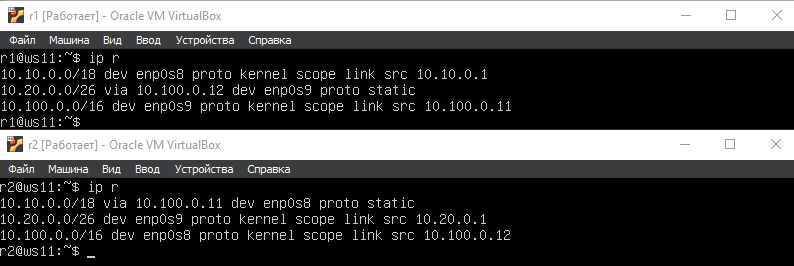 r1 [Работает] - Oracle VM VirtualBox
Файл Машина Вид Ввод Устройства Справка
r1@ws11:~$ ip r
10.10.0.0/18 dev enp0s8 proto kernel scope link src 10.10.0.1
10.20.0.0/26 via 10.100.0.12 dev enp0s9 proto static
10.100.0.0/16 dev enp0s9 proto kernel scope link src 10.100.0.11
r1@ws11:~$
r2 [Работает] - Oracle VM VirtualBox
Файл Машина Вид Ввод Устройства Справка
r2@ws11:~$ ip r
10.10.0.0/18 via 10.100.0.11 dev enp0s8 proto static
10.20.0.0/26 dev enp0s9 proto kernel scope link src 10.20.0.1
10.100.0.0/16 dev enp0s8 proto kernel scope link src 10.100.0.12
r2@ws11:~$ _